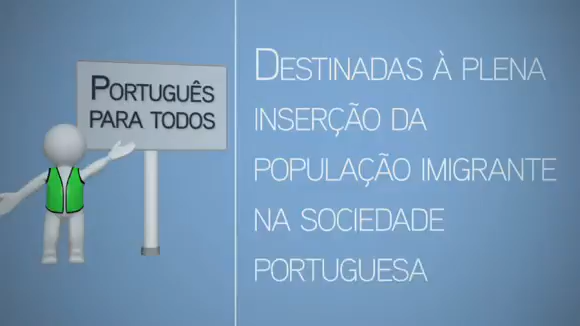 PORTUGUÊS
PARA TODOS
DESTINADAS À PLENA
INSERÇÃO DA
POPULAÇÃO IMIGRANTE
NA SOCIEDADE
PORTUGUESA